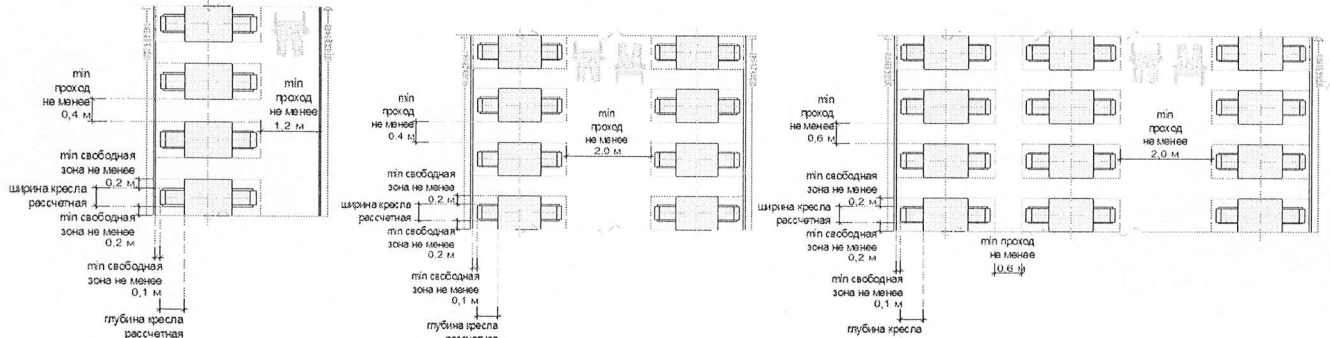 min
проход
не менее
0,4 м
min
проход
не менее
1,2 м
min свободная
зона не менее
0,2 м
ширина кресла
рассчетная
min свободная
зона не менее
0,2 м
min свободная
зона не менее
0,1 м
глубина кресла
рассчетная
min
проход
не менее
0,4 м
min
проход
не менее
2,0 м
min свободная
зона не менее
0,2 м
ширина кресла
рассчетная
min свободная
зона не менее
0,2 м
min свободная
зона не менее
0,1 м
глубина кресла
min
проход
не менее
0,6 м
min
проход
не менее
2,0 м
min свободная
зона не менее
0,2 м
ширина кресла
рассчетная
min свободная
зона не менее
0,2 м
min проход
не менее
0,6 м
min свободная
зона не менее
0,1 м
глубина кресла